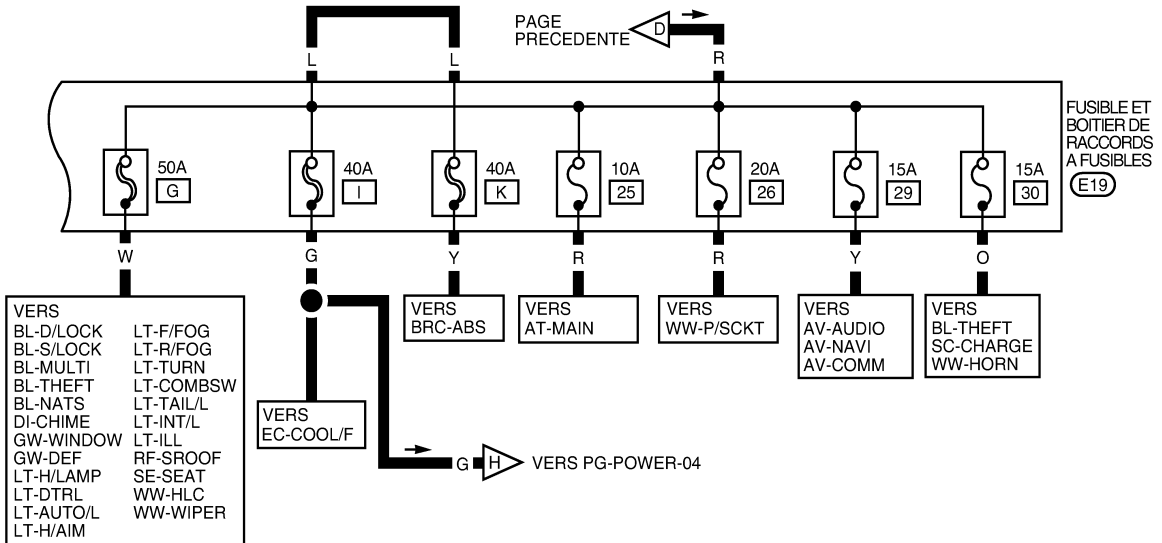 PAGE
PRECEDENTE
D
L
L
R
FUSIBLE ET
BOITIER DE
RACCORDS
A FUSIBLES
E19
50A
G
40A
I
40A
K
10A
25
20A
26
15A
29
15A
30
W
G
Y
R
R
Y
O
VERS
BL-D/LOCK LT-F/FOG
BL-S/LOCK LT-R/FOG
BL-MULTI LT-TURN
BL-THEFT LT-COMBSW
BL-NATS LT-TAIL/L
DI-CHIME LT-INT/L
GW-WINDOW LT-ILL
GW-DEF RF-SROOF
LT-H/LAMP SE-SEAT
LT-DTRL WW-HLC
LT-AUTO/L WW-WIPER
LT-H/AIM
VERS
EC-COOL/F
VERS
BRC-ABS
VERS
AT-MAIN
VERS
WW-P/SCKT
VERS
AV-AUDIO
AV-NAVI
AV-COMM
VERS
BL-THEFT
SC-CHARGE
WW-HORN
G
H
VERS PG-POWER-04